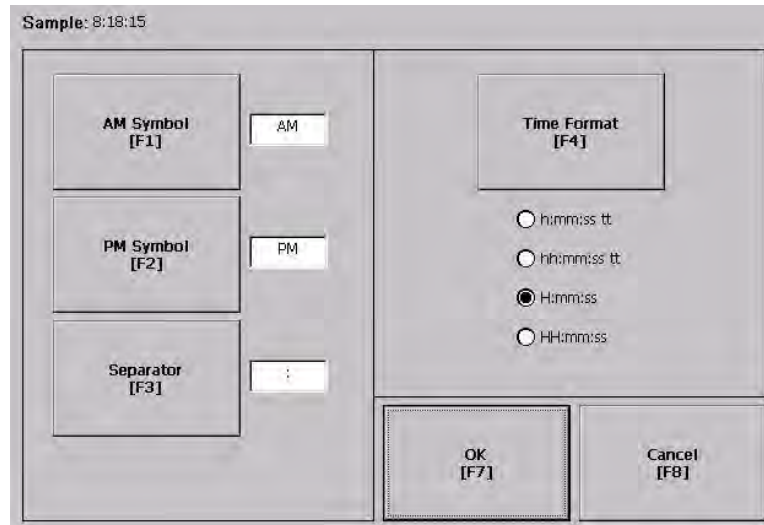 Sample: 8:18:15
AM Symbol
[F1]
AM
PM Symbol
[F2]
PM
Separator
[F3]
:
Time Format
[F4]
h:mm:ss tt
hh:mm:ss tt
H:mm:ss
HH:mm:ss
OK
[F7]
Cancel
[F8]